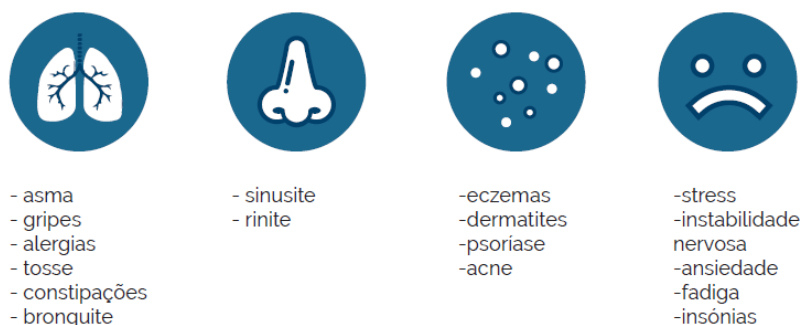 - asma
- gripes
- alergias
- tosse
- constipações
- bronquite
- sinusite
- rinite
-eczemas
-dermatites
-psoríase
-acne
-stress
-instabilidade
nervosa
-ansiedade
-fadiga
-insónias